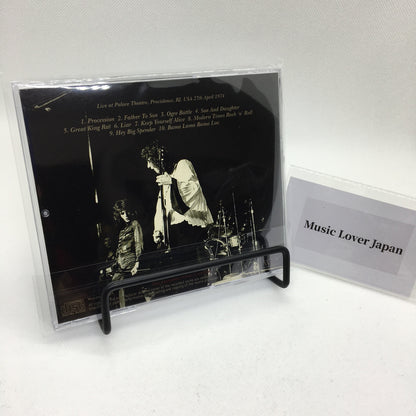 Live at Palace Theatre, Providence, RI, USA 27th April 1974
1. Procession 2. Father To Son 3. Ogre Battle 4. Son And Daughter
5. Great King Rat 6. Liar 7. Keep Yourself Alive 8. Modern Times Rock 'n' Roll
9. Hey Big Spender 10. Bama Lama Bama Loo
Music Lover Japan